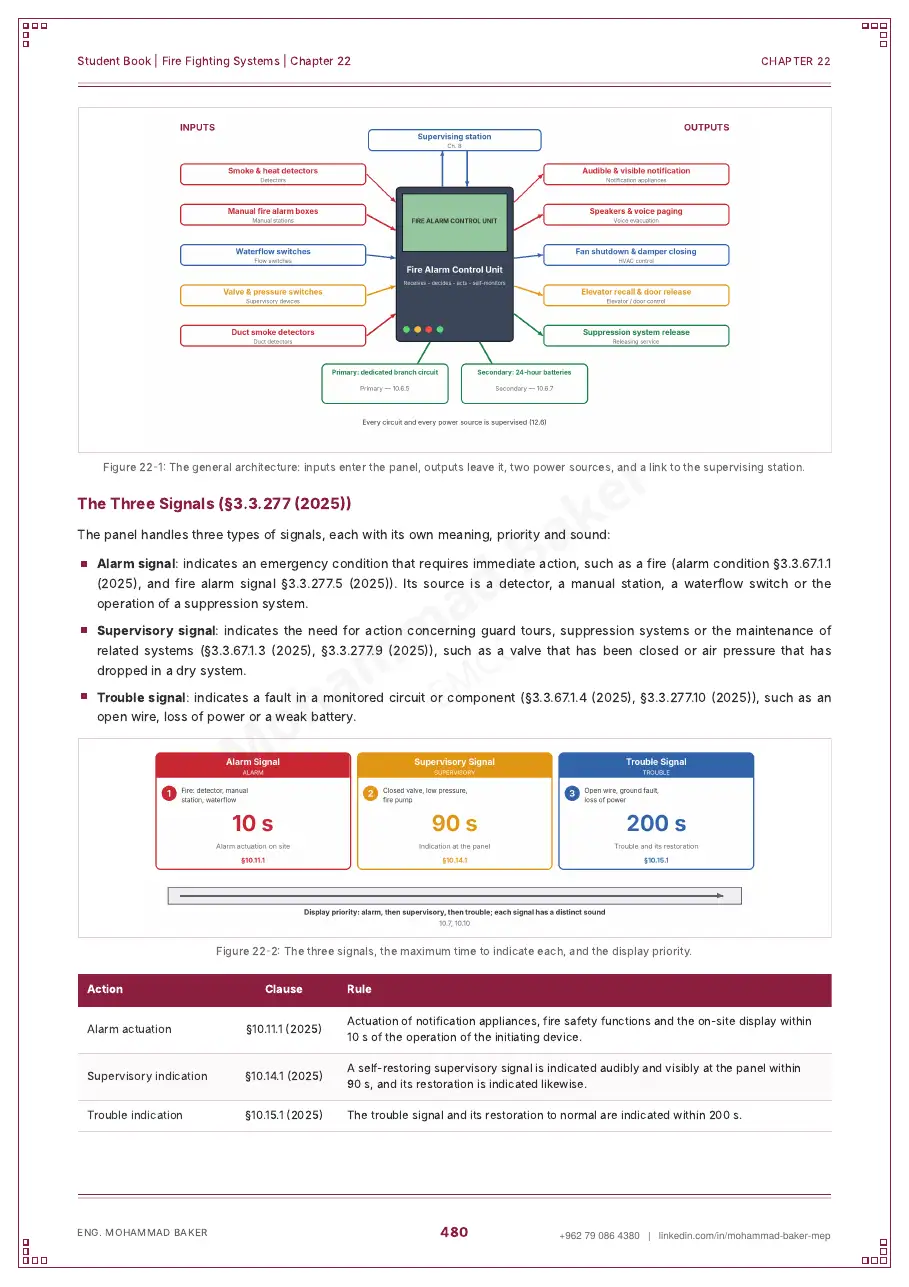 Student Book | Fire Fighting Systems | Chapter 22
CHAPTER 22
INPUTS
OUTPUTS
Supervising station
Ch. 8
Smoke & heat detectors
Detectors
Manual fire alarm boxes
Manual stations
Waterflow switches
Flow switches
Valve & pressure switches
Supervisory devices
Duct smoke detectors
Duct detectors
FIRE ALARM CONTROL UNIT
Fire Alarm Control Unit
Receives - decides - acts - self-monitors
Audible & visible notification
Notification appliances
Speakers & voice paging
Voice evacuation
Fan shutdown & damper closing
HVAC control
Elevator recall & door release
Elevator / door control
Suppression system release
Releasing service
Primary: dedicated branch circuit
Primary — 10.6.5
Secondary: 24-hour batteries
Secondary — 10.6.7
Every circuit and every power source is supervised (12.6)
Figure 22-1: The general architecture: inputs enter the panel, outputs leave it, two power sources, and a link to the supervising station.
The Three Signals (§3.3.277 (2025))
The panel handles three types of signals, each with its own meaning, priority and sound:
Alarm signal: indicates an emergency condition that requires immediate action, such as a fire (alarm condition §3.3.67.1.1
(2025), and fire alarm signal §3.3.277.5 (2025)). Its source is a detector, a manual station, a waterflow switch or the
operation of a suppression system.
Supervisory signal: indicates the need for action concerning guard tours, suppression systems or the maintenance of
related systems (§3.3.67.1.3 (2025), §3.3.277.9 (2025)), such as a valve that has been closed or air pressure that has
dropped in a dry system.
Trouble signal: indicates a fault in a monitored circuit or component (§3.3.67.1.4 (2025), §3.3.277.10 (2025)), such as an
open wire, loss of power or a weak battery.
Mohammad baker
EMCC
Alarm Signal
ALARM
1
Fire: detector, manual
station, waterflow
10 s
Alarm actuation on site
§10.11.1
Supervisory Signal
SUPERVISORY
2
Closed valve, low pressure,
fire pump
90 s
Indication at the panel
§10.14.1
Trouble Signal
TROUBLE
3
Open wire, ground fault,
loss of power
200 s
Trouble and its restoration
§10.15.1
Display priority: alarm, then supervisory, then trouble; each signal has a distinct sound
10.7, 10.10
Figure 22-2: The three signals, the maximum time to indicate each, and the display priority.
Action Clause Rule
Alarm actuation §10.11.1 (2025) Actuation of notification appliances, fire safety functions and the on-site display within
10 s of the operation of the initiating device.
Supervisory indication §10.14.1 (2025) A self-restoring supervisory signal is indicated audibly and visibly at the panel within
90 s, and its restoration is indicated likewise.
Trouble indication §10.15.1 (2025) The trouble signal and its restoration to normal are indicated within 200 s.
ENG. MOHAMMAD BAKER
480
+962 79 086 4380 | linkedin.com/in/mohammad-baker-mep